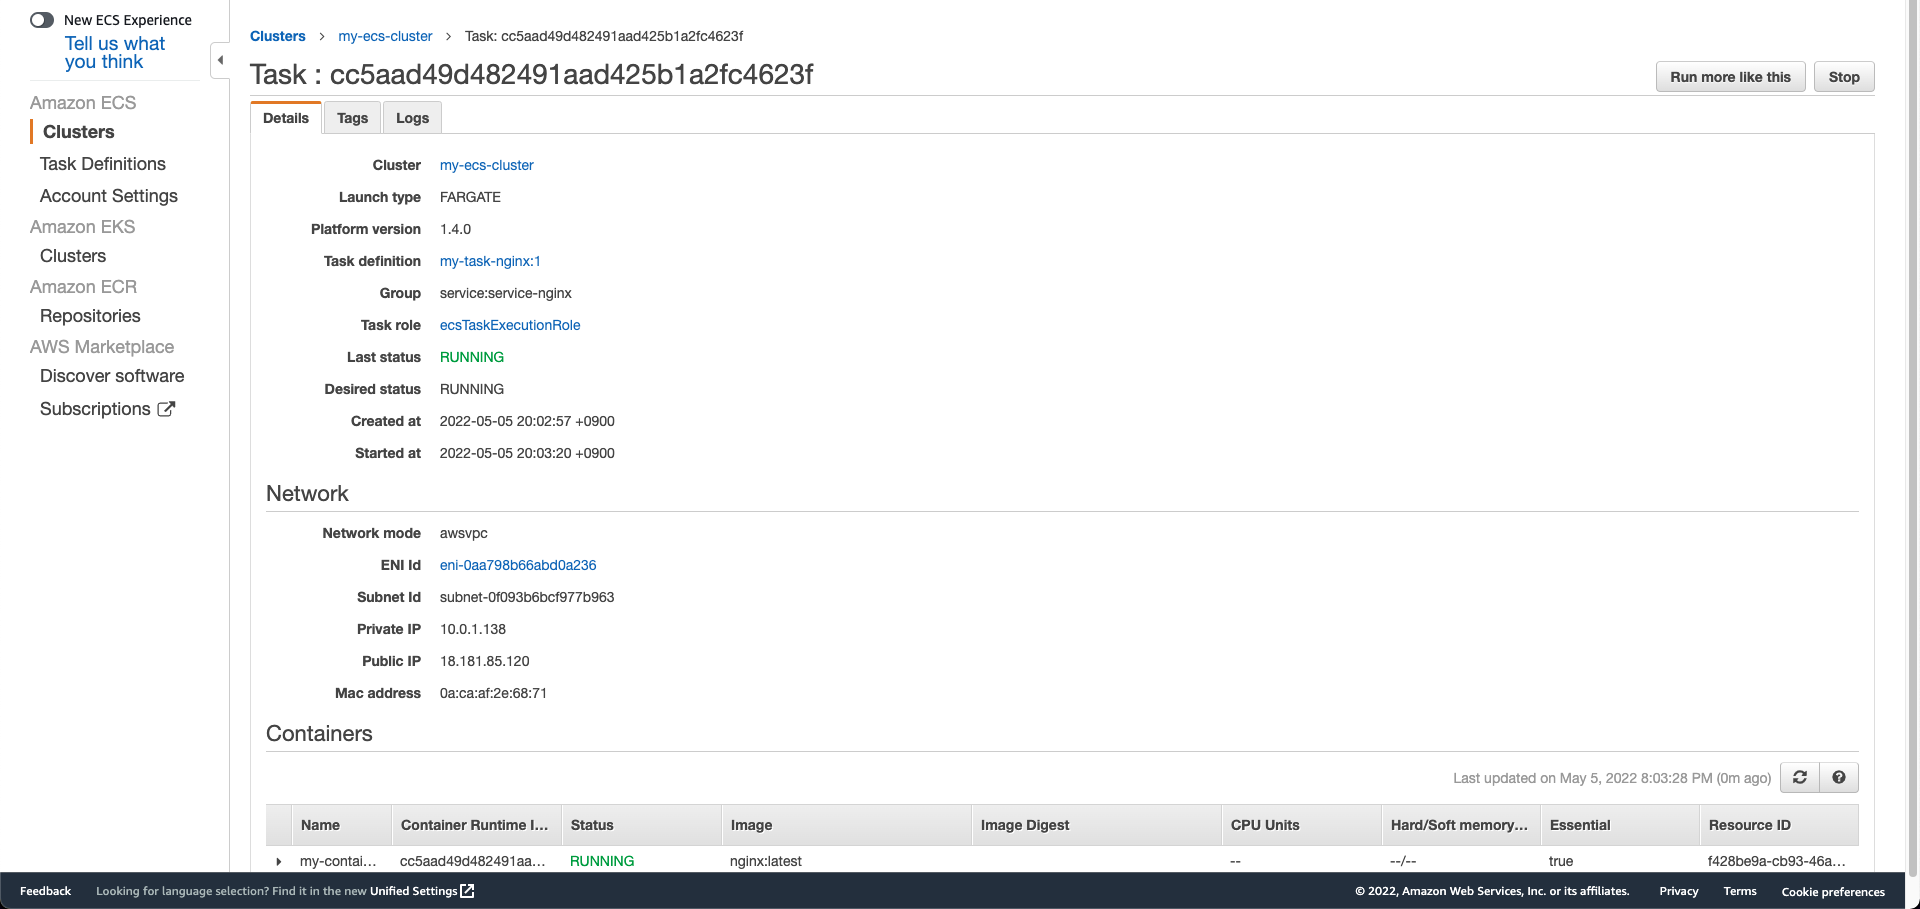 New ECS Experience
Tell us what
you think
Amazon ECS
Clusters
Task Definitions
Account Settings
Amazon EKS
Clusters
Amazon ECR
Repositories
AWS Marketplace
Discover software
Subscriptions
Clusters > my-ecs-cluster > Task: cc5aad49d482491aad425b1a2fc4623f
Task : cc5aad49d482491aad425b1a2fc4623f
Run more like this Stop
Details Tags Logs
Cluster my-ecs-cluster
Launch type FARGATE
Platform version 1.4.0
Task definition my-task-nginx:1
Group service:service-nginx
Task role ecsTaskExecutionRole
Last status RUNNING
Desired status RUNNING
Created at 2022-05-05 20:02:57 +0900
Started at 2022-05-05 20:03:20 +0900
Network
Network mode awsvpc
ENI Id eni-0aa798b66abd0a236
Subnet Id subnet-0f093b6bcf977b963
Private IP 10.0.1.138
Public IP 18.181.85.120
Mac address 0a:ca:af:2e:68:71
Containers
Last updated on May 5, 2022 8:03:28 PM (0m ago)
Name Container Runtime I... Status Image Image Digest CPU Units Hard/Soft memory... Essential Resource ID
my-contai... cc5aad49d482491aa... RUNNING nginx:latest -- --/-- true f428be9a-cb93-46a...
Feedback Looking for language selection? Find it in the new Unified Settings © 2022, Amazon Web Services, Inc. or its affiliates. Privacy Terms Cookie preferences